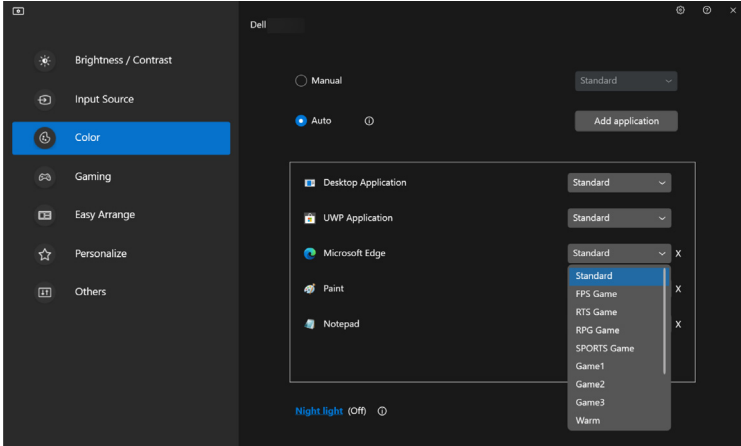 Dell
Brightness / Contrast
Input Source
Color
Gaming
Easy Arrange
Personalize
Others
Manual
Standard
Auto
Add application
Desktop Application
Standard
UWP Application
Standard
Microsoft Edge
Standard
X
Paint
X
Notepad
X
Standard
FPS Game
RTS Game
RPG Game
SPORTS Game
Game1
Game2
Game3
Warm
Night light (Off)